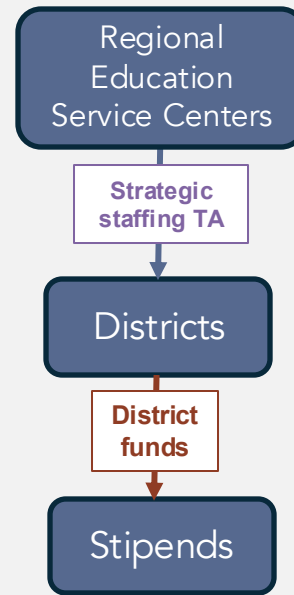 Regional
Education
Service Centers
Strategic
staffing TA
Districts
District
funds
Stipends